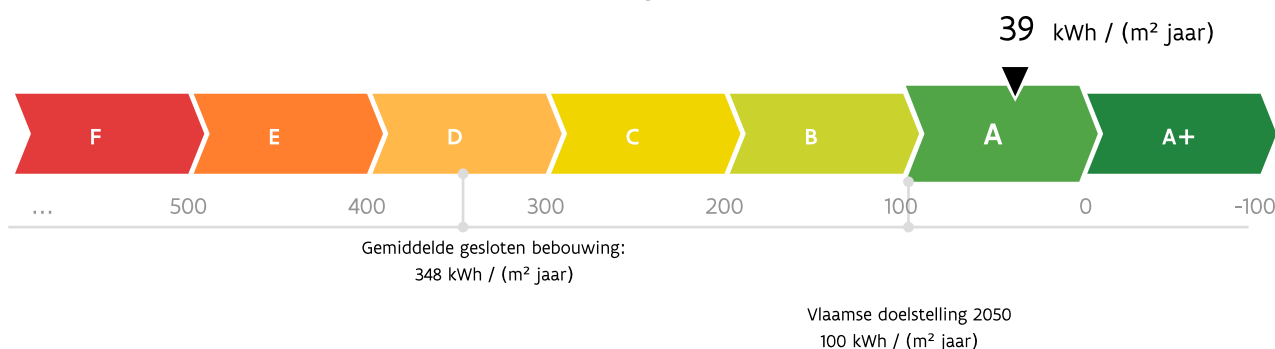 39 kWh / (m² jaar)
F E D C B A A+
... 500 400 300 200 100 0 -100
Gemiddelde gesloten bebouwing:
348 kWh / (m² jaar)
Vlaamse doelstelling 2050
100 kWh / (m² jaar)